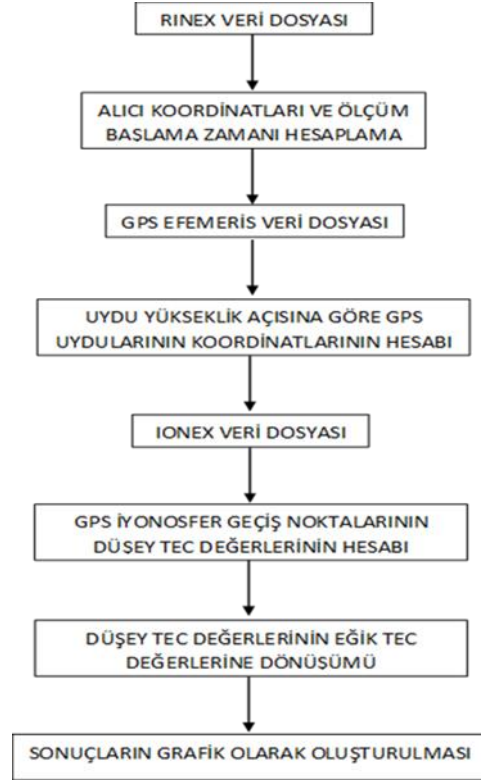 RINEX VERİ DOSYASI
ALICI KOORDİNATLARI VE ÖLÇÜM
BAŞLAMA ZAMANI HESAPLAMA
GPS EFEMERİS VERİ DOSYASI
UYDU YÜKSEKLİK AÇISINA GÖRE GPS
UYDULARININ KOORDİNATLARININ HESABI
IONEX VERİ DOSYASI
GPS İYONOSFER GEÇİŞ NOKTALARININ
DÜŞEY TEC DEĞERLERİNİN HESABI
DÜŞEY TEC DEĞERLERİNİN EĞİK TEC
DEĞERLERİNE DÖNÜŞÜMÜ
SONUÇLARIN GRAFİK OLARAK OLUŞTURULMASI